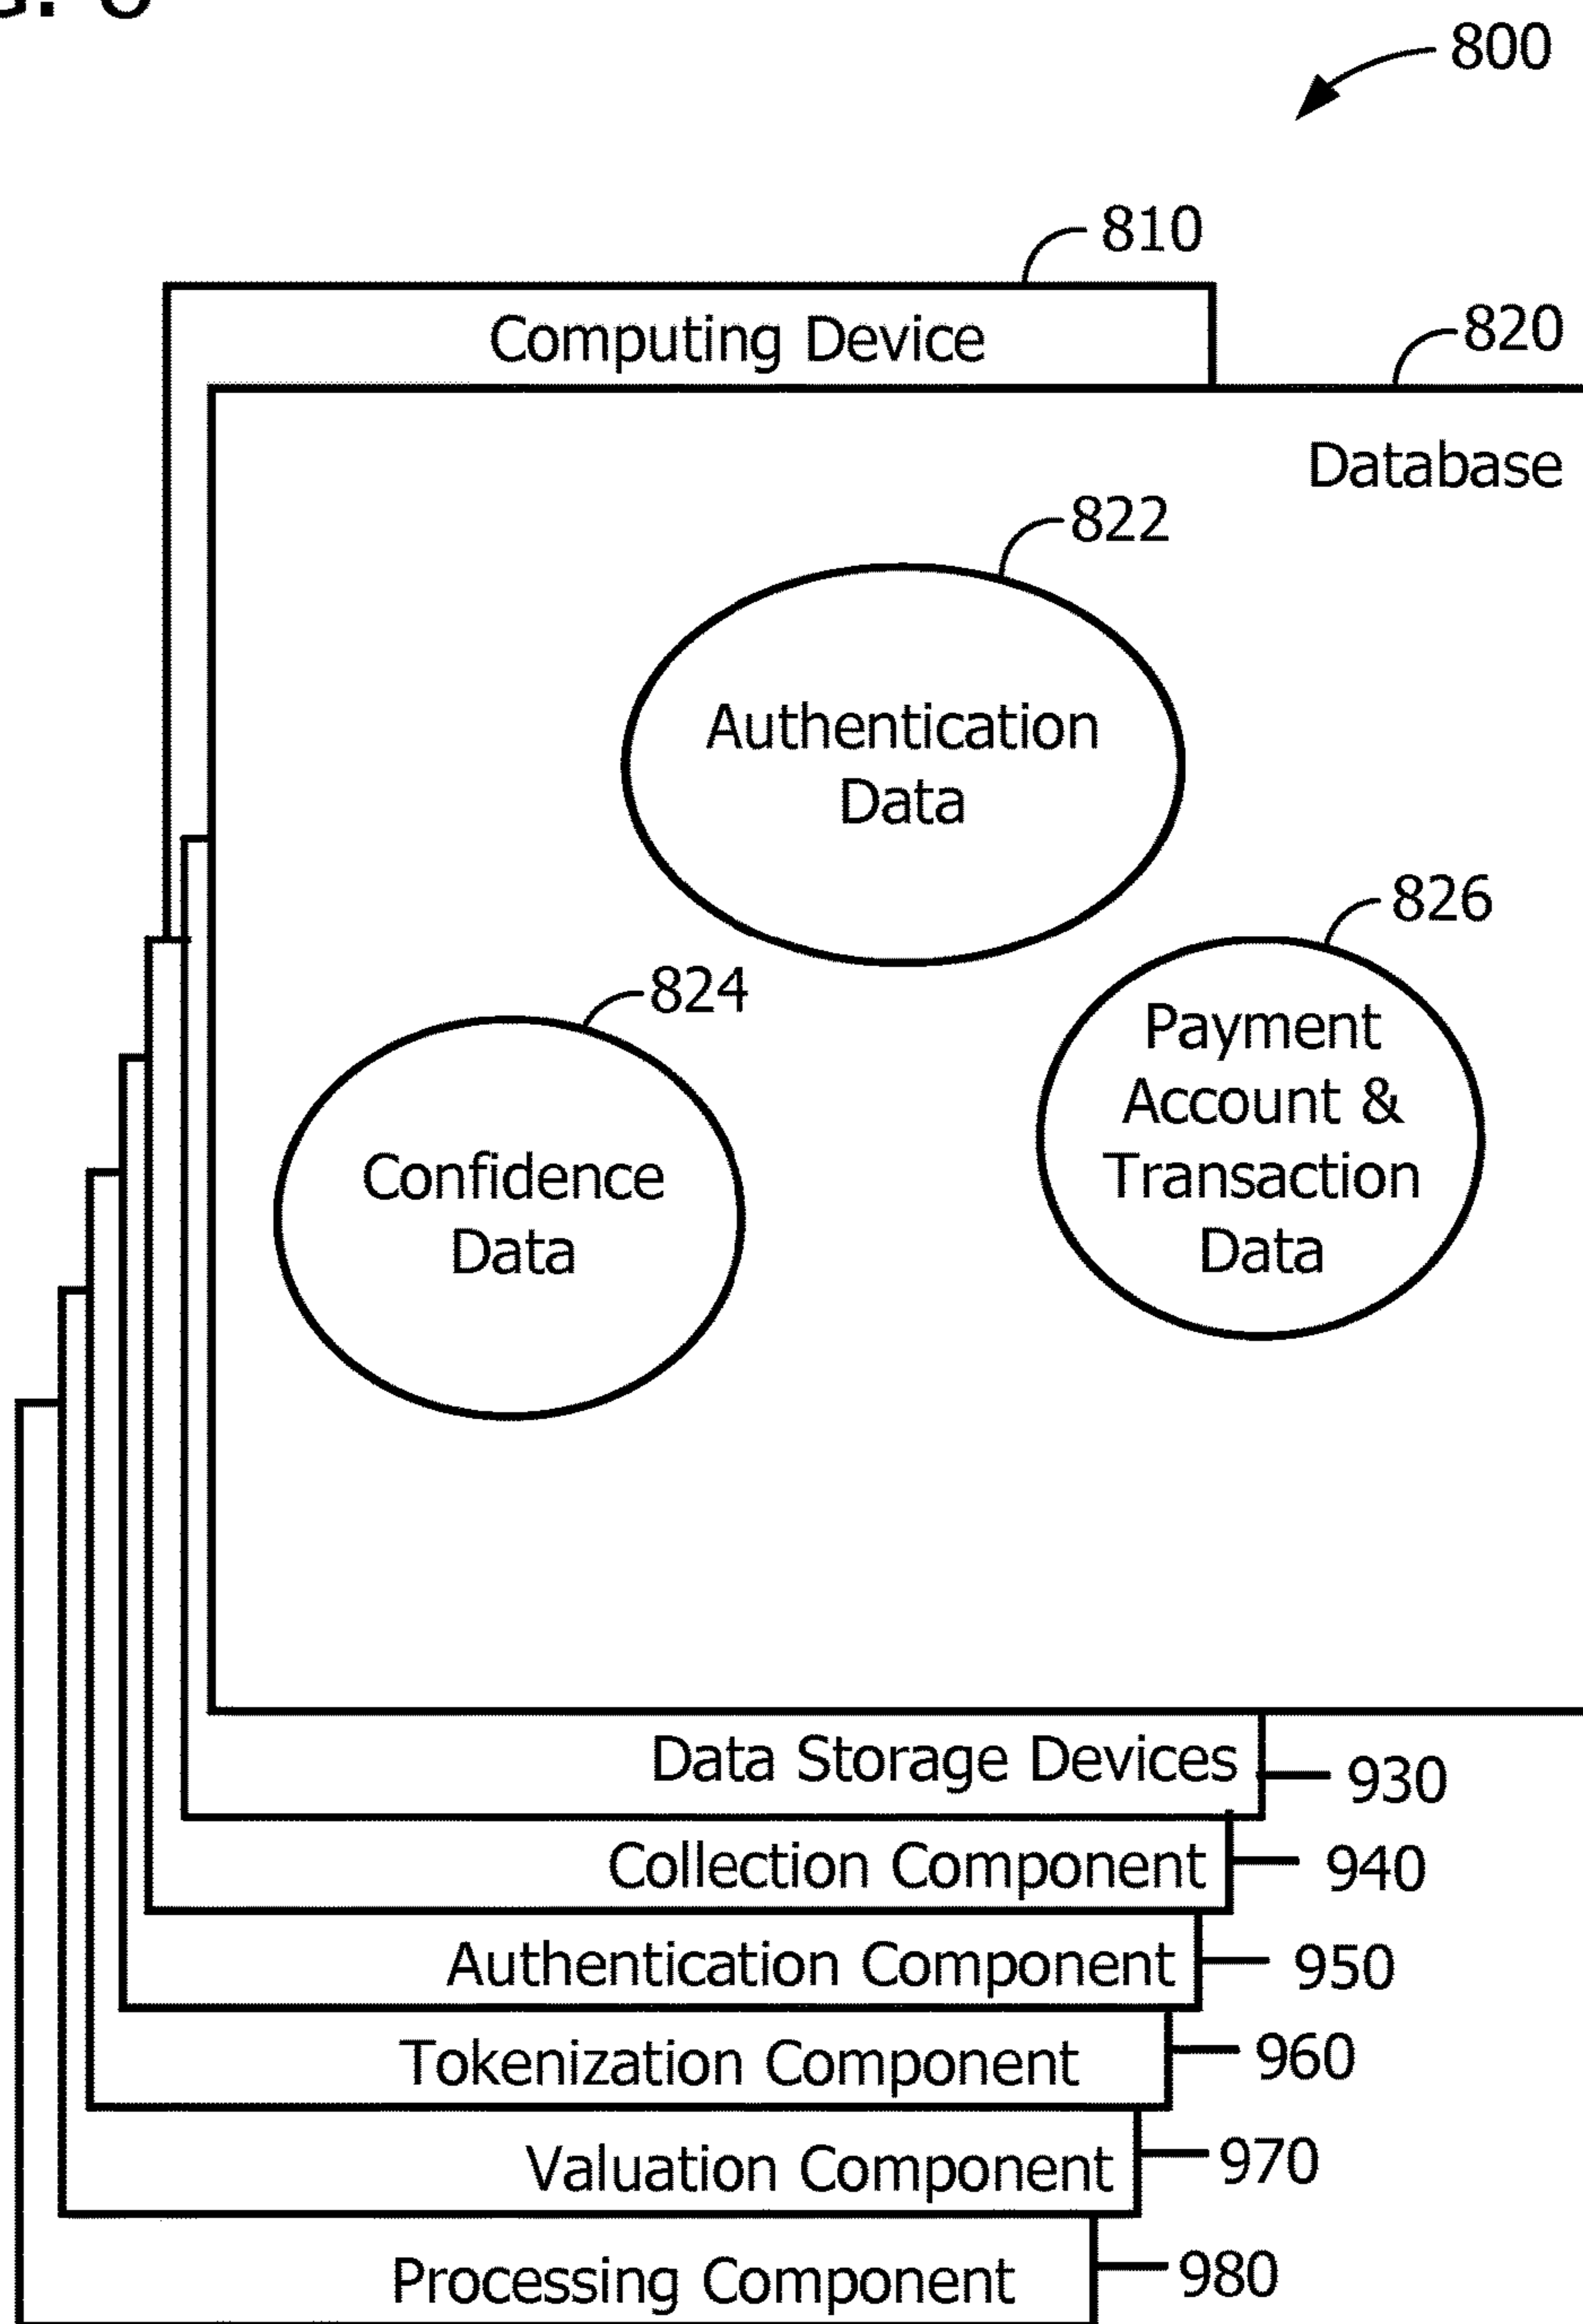 800
810
Computing Device
820
Database
822
Authentication
Data
826
824
Payment
Account &
Transaction
Data
Confidence
Data
Data Storage Devices
930
Collection Component
940
Authentication Component
950
Tokenization Component
960
Valuation Component
970
Processing Component
980